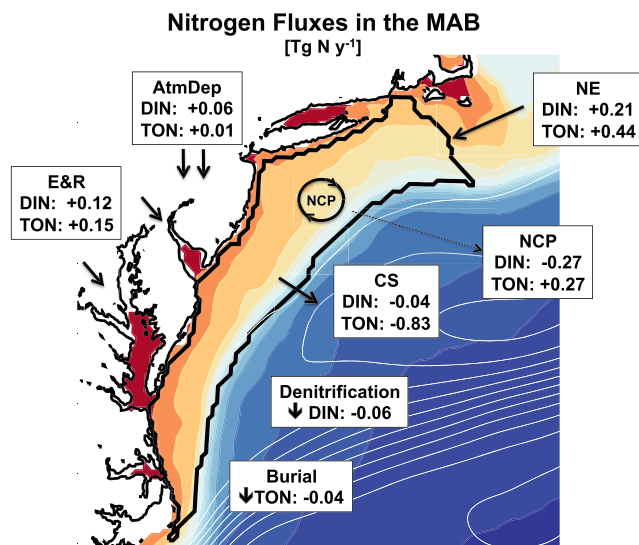 Nitrogen Fluxes in the MAB
[Tg N y-1]
AtmDep
DIN: +0.06
TON: +0.01
NE
DIN: +0.21
TON: +0.44
E&R
DIN: +0.12
TON: +0.15
NCP
NCP
DIN: -0.27
TON: +0.27
CS
DIN: -0.04
TON: -0.83
Denitrification
DIN: -0.06
Burial
TON: -0.04